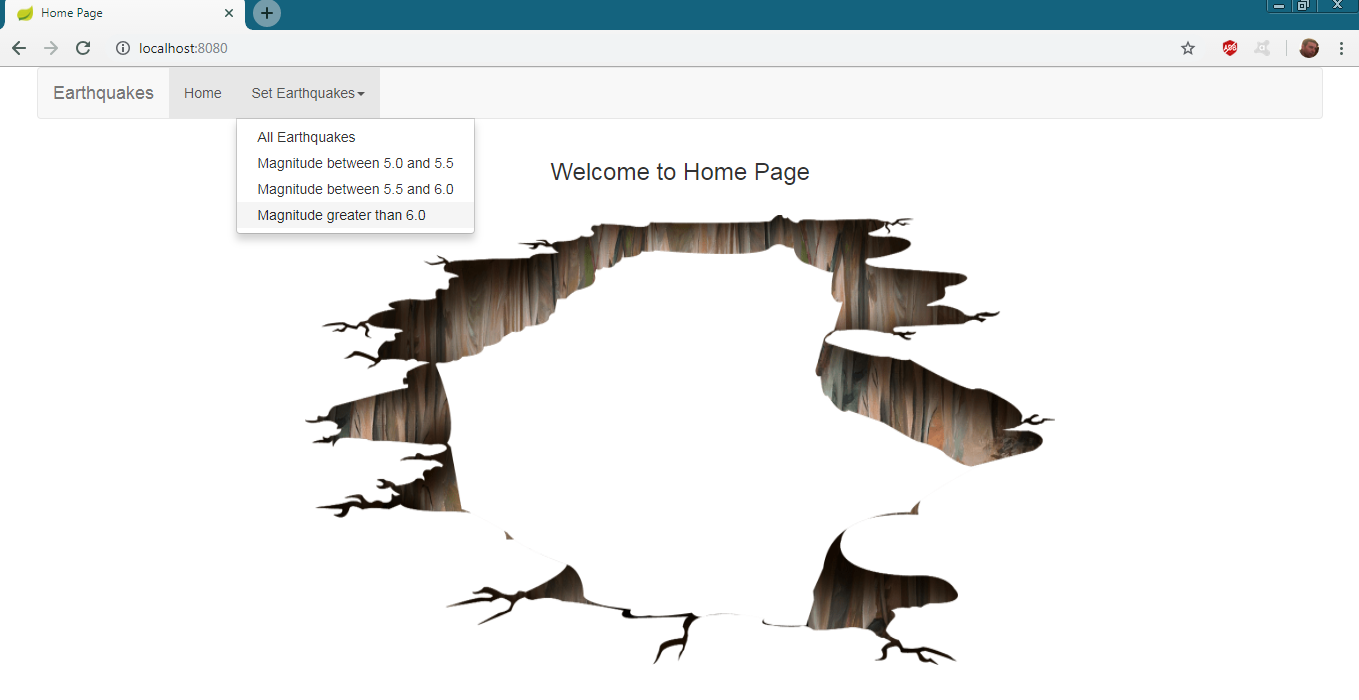 Home Page
localhost:8080
ABP
Earthquakes Home Set Earthquakes
All Earthquakes
Magnitude between 5.0 and 5.5
Magnitude between 5.5 and 6.0
Magnitude greater than 6.0
Welcome to Home Page